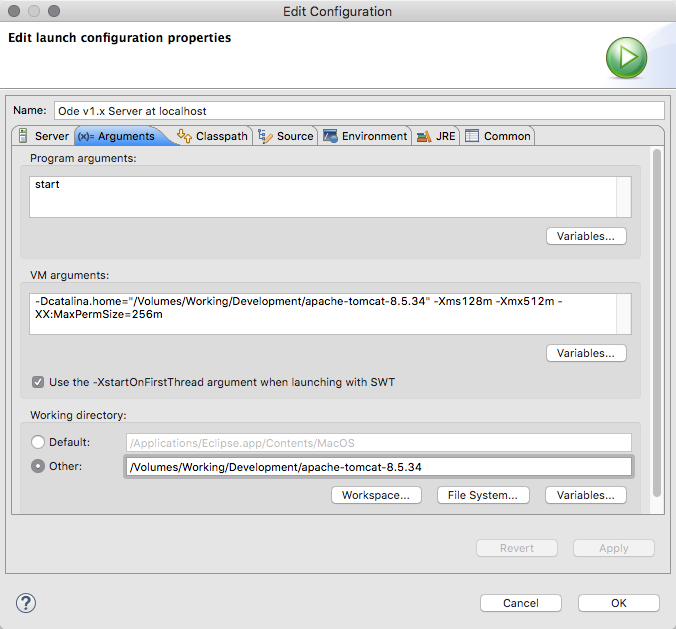 Edit Configuration
Edit launch configuration properties
Name: Ode v1.x Server at localhost
Server (x)= Arguments Classpath Source Environment JRE Common
Program arguments:
start
Variables...
VM arguments:
-Dcatalina.home="/Volumes/Working/Development/apache-tomcat-8.5.34" -Xms128m -Xmx512m -
XX:MaxPermSize=256m
Variables...
Use the -XstartOnFirstThread argument when launching with SWT
Working directory:
Default: /Applications/Eclipse.app/Contents/MacOS
Other: /Volumes/Working/Development/apache-tomcat-8.5.34
Workspace... File System... Variables...
Revert Apply
? Cancel OK